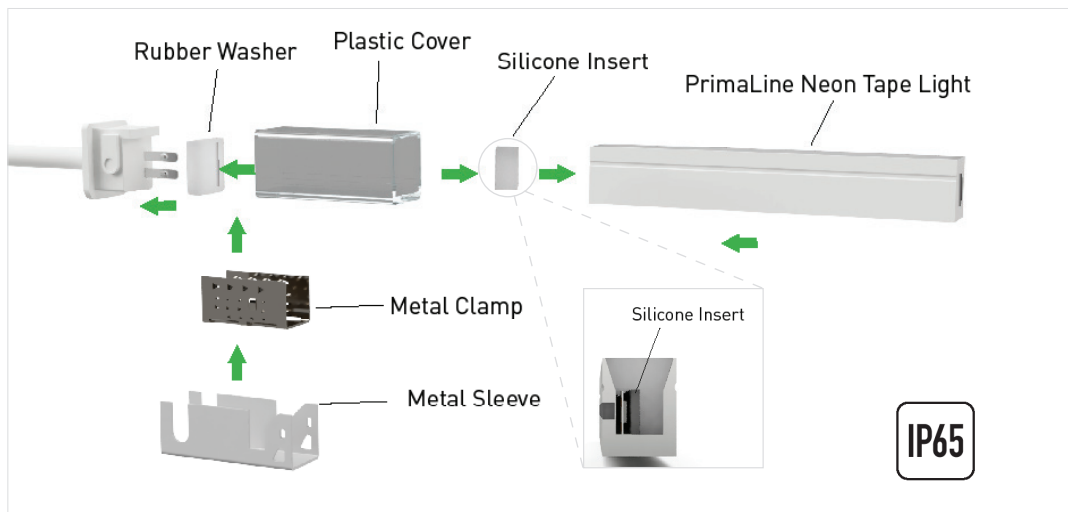 Rubber Washer
Plastic Cover
Silicone Insert
PrimaLine Neon Tape Light
Metal Clamp
Silicone Insert
Metal Sleeve
IP65